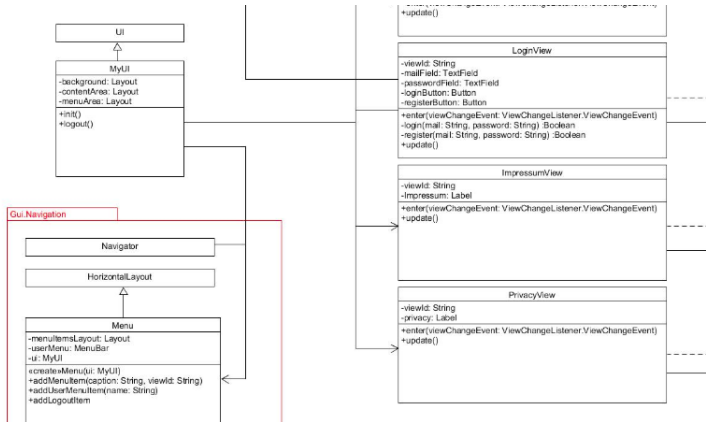 +update()
UI
MyUI
-background: Layout
-contentArea: Layout
-menuArea: Layout
+init()
+logout()
LoginView
-viewId: String
-mailField: TextField
-passwordField: TextField
-loginButton: Button
-registerButton: Button
+enter(viewChangeEvent: ViewChangeListener.ViewChangeEvent)
-login(mail: String, password: String) :Boolean
-register(mail: String, password: String) :Boolean
+update()
ImpressumView
-viewId: String
-Impressum: Label
+enter(viewChangeEvent: ViewChangeListener.ViewChangeEvent)
+update()
Gui.Navigation
Navigator
HorizontalLayout
Menu
-menuItemsLayout: Layout
-userMenu: MenuBar
-ui: MyUI
«create»Menu(ui: MyUI)
+addMenuItem(caption: String, viewId: String)
+addUserMenuItem(name: String)
+addLogoutItem
PrivacyView
-viewId: String
-privacy: Label
+enter(viewChangeEvent: ViewChangeListener.ViewChangeEvent)
+update()